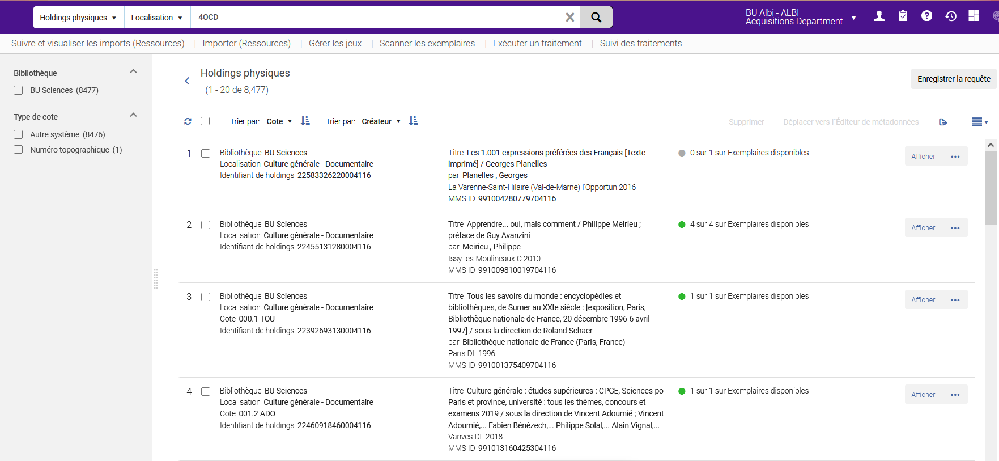 Holdings physiques ▾ Localisation ▾ 4OCD
BU Albi - ALBI
Acquisitions Department
Suivre et visualiser les imports (Ressources) | Importer (Ressources) | Gérer les jeux | Scanner les exemplaires | Exécuter un traitement | Suivi des traitements
Bibliothèque
BU Sciences (8477)
Type de cote
Autre système (8476)
Numéro topographique (1)
Holdings physiques
(1 - 20 de 8,477)
Enregistrer la requête
Trier par: Cote ▾ Trier par: Créateur ▾
Supprimer Déplacer vers l'Éditeur de métadonnées
1
Bibliothèque BU Sciences
Localisation Culture générale - Documentaire
Identifiant de holdings 22583326220004116
Titre Les 1.001 expressions préférées des Français [Texte
imprimé] / Georges Planelles
par Planelles , Georges
La Varenne-Saint-Hilaire (Val-de-Marne) l'Opportun 2016
MMS ID 991004280779704116
0 sur 1 sur Exemplaires disponibles
Afficher ...
2
Bibliothèque BU Sciences
Localisation Culture générale - Documentaire
Identifiant de holdings 22455131280004116
Titre Apprendre... oui, mais comment / Philippe Meirieu ;
préface de Guy Avanzini
par Meirieu , Philippe
Issy-les-Moulineaux C 2010
MMS ID 991009810019704116
4 sur 4 sur Exemplaires disponibles
Afficher ...
3
Bibliothèque BU Sciences
Localisation Culture générale - Documentaire
Cote 000.1 TOU
Identifiant de holdings 22392693130004116
Titre Tous les savoirs du monde : encyclopédies et
bibliothèques, de Sumer au XXIe siècle : [exposition, Paris,
Bibliothèque nationale de France, 20 décembre 1996-6 avril
1997] / sous la direction de Roland Schaer
par Bibliothèque nationale de France (Paris, France)
Paris DL 1996
MMS ID 991001375409704116
1 sur 1 sur Exemplaires disponibles
Afficher ...
4
Bibliothèque BU Sciences
Localisation Culture générale - Documentaire
Cote 001.2 ADO
Identifiant de holdings 22460918460004116
Titre Culture générale : études supérieures : CPGE, Sciences-po
Paris et province, université : tous les thèmes, concours et
examens 2019 / sous la direction de Vincent Adoumié ; Vincent
Adoumié,... Fabien Bénézech,... Philippe Solal,... Alain Vignal,...
Vanves DL 2018
MMS ID 991013160425304116
1 sur 1 sur Exemplaires disponibles
Afficher ...